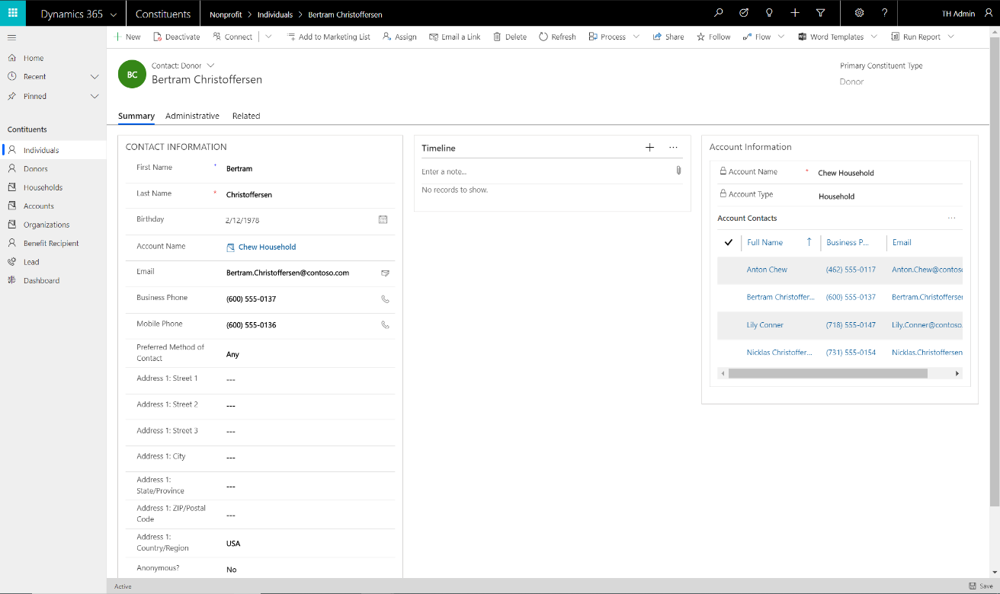 Dynamics 365
Constituents
Nonprofit > Individuals > Bertram Christoffersen
TH Admin
New
Deactivate
Connect
Add to Marketing List
Assign
Email a Link
Delete
Refresh
Process
Share
Follow
Flow
Word Templates
Run Report
Home
Recent
Pinned
Contituents
Individuals
Donors
Households
Accounts
Organizations
Benefit Recipient
Lead
Dashboard
BC
Contact: Donor
Bertram Christoffersen
Primary Constituent Type
Donor
Summary
Administrative
Related
CONTACT INFORMATION
First Name * Bertram
Last Name * Christoffersen
Birthday 2/12/1978
Account Name Chew Household
Email Bertram.Christoffersen@contoso.com
Business Phone (600) 555-0137
Mobile Phone (600) 555-0136
Preferred Method of
Contact
Any
Address 1: Street 1 ---
Address 1: Street 2 ---
Address 1: Street 3 ---
Address 1: City ---
Address 1:
State/Province
---
Address 1: ZIP/Postal
Code
---
Address 1:
Country/Region
USA
Anonymous? No
Timeline
Enter a note...
No records to show.
Account Information
Account Name * Chew Household
Account Type Household
Account Contacts
Full Name Business P... Email
Anton Chew (462) 555-0117 Anton.Chew@contoso
Bertram Christoffer... (600) 555-0137 Bertram.Christofferser
Lily Conner (718) 555-0147 Lily.Conner@contoso.
Nicklas Christoffer... (731) 555-0154 Nicklas.Christoffersen
Active
Save